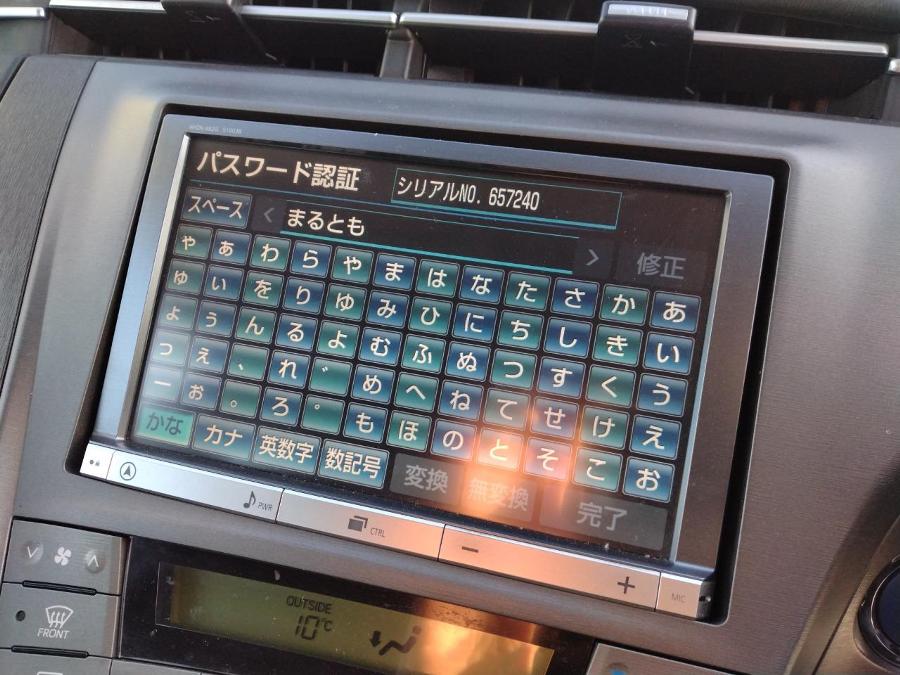 パスワード認証
シリアルNO. 657240
スペース < まるとも > 修正
ゃ ぁ わ ら や ま は な た さ か あ
ゅ ぃ を り ゆ み ひ に ち し き い
ょ ぅ ん る よ む ふ ぬ つ す く う
っ ぇ 、 れ ゛ め へ ね て せ け え
ー ぉ 。 ろ ゜ も ほ の と そ こ お
かな カナ 英数字 数記号 変換 無変換 完了
PWR CTRL － + MIC
OUTSIDE
10℃
FRONT